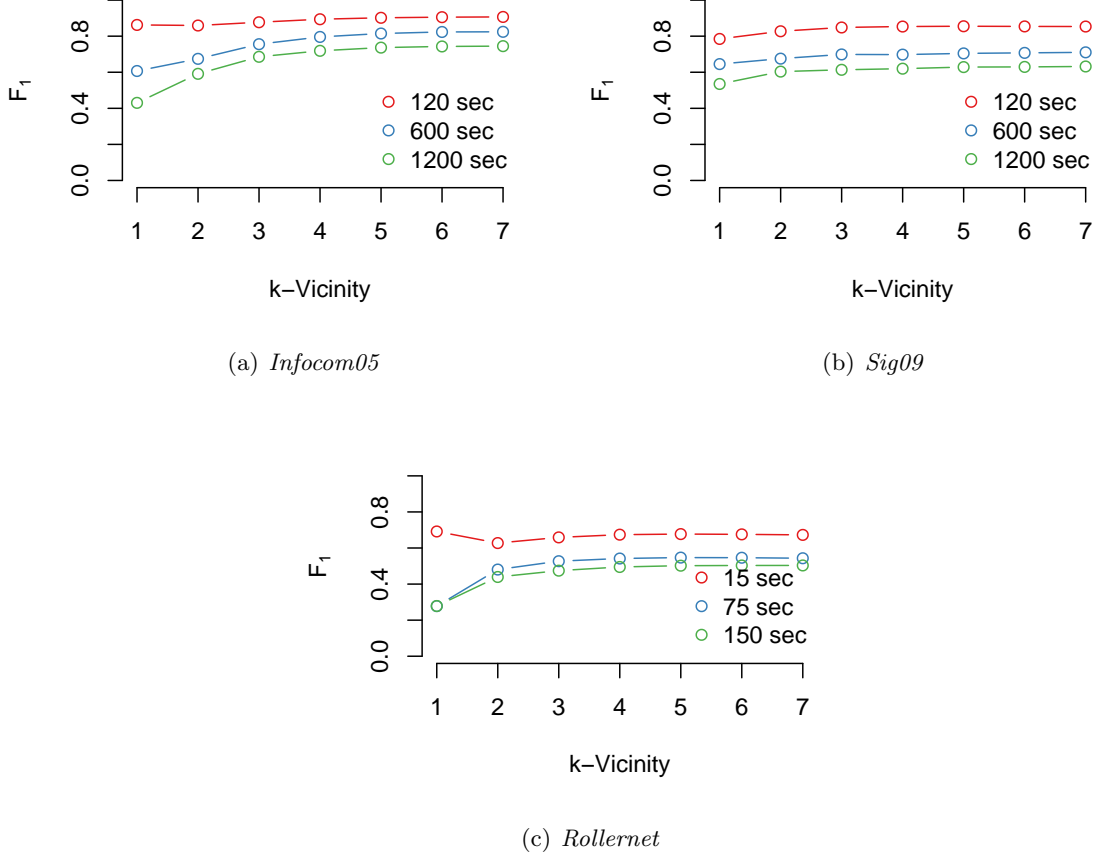 0.8
0.4
0.0
F1
120 sec
600 sec
1200 sec
1 2 3 4 5 6 7
k−Vicinity
(a) Infocom05
0.8
0.4
0.0
F1
120 sec
600 sec
1200 sec
1 2 3 4 5 6 7
k−Vicinity
(b) Sig09
0.8
0.4
0.0
F1
15 sec
75 sec
150 sec
1 2 3 4 5 6 7
k−Vicinity
(c) Rollernet